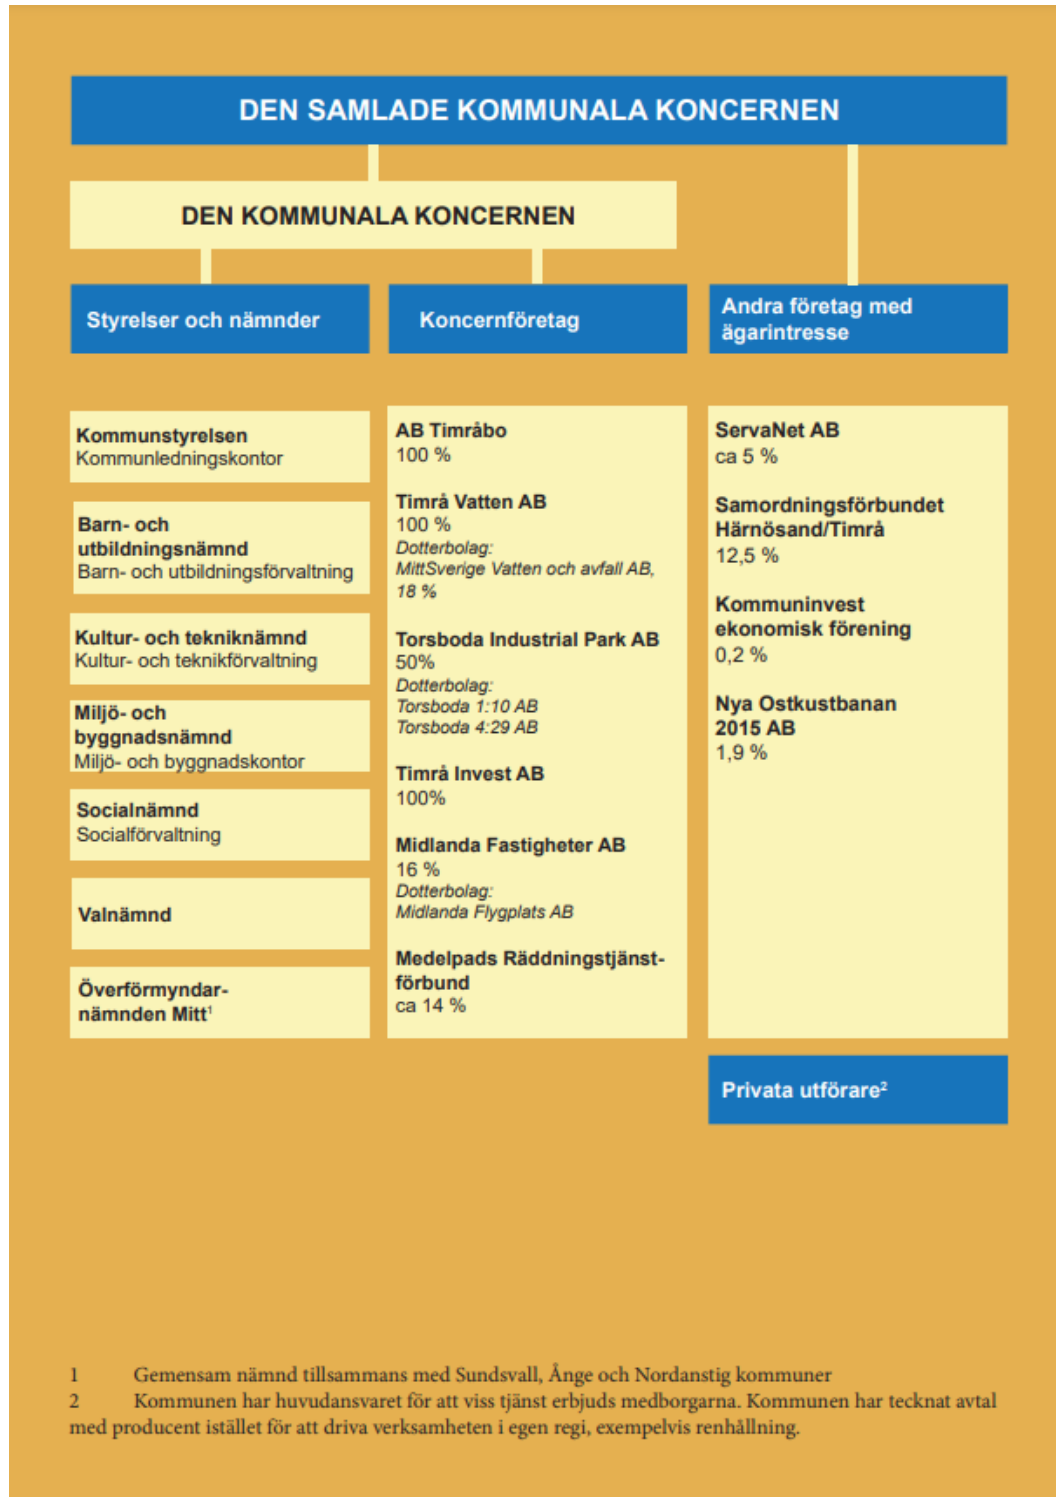 DEN SAMLADE KOMMUNALA KONCERNEN
DEN KOMMUNALA KONCERNEN
Styrelser och nämnder
Koncernföretag
Andra företag med
ägarintresse
Kommunstyrelsen
Kommunledningskontor
Barn- och
utbildningsnämnd
Barn- och utbildningsförvaltning
Kultur- och tekniknämnd
Kultur- och teknikförvaltning
Miljö- och
byggnadsnämnd
Miljö- och byggnadskontor
Socialnämnd
Socialförvaltning
Valnämnd
Överförmyndar-
nämnden Mitt¹
AB Timråbo
100 %
Timrå Vatten AB
100 %
Dotterbolag:
MittSverige Vatten och avfall AB,
18 %
Torsboda Industrial Park AB
50%
Dotterbolag:
Torsboda 1:10 AB
Torsboda 4:29 AB
Timrå Invest AB
100%
Midlanda Fastigheter AB
16 %
Dotterbolag:
Midlanda Flygplats AB
Medelpads Räddningstjänst-
förbund
ca 14 %
ServaNet AB
ca 5 %
Samordningsförbundet
Härnösand/Timrå
12,5 %
Kommuninvest
ekonomisk förening
0,2 %
Nya Ostkustbanan
2015 AB
1,9 %
Privata utförare²
1 Gemensam nämnd tillsammans med Sundsvall, Ånge och Nordanstig kommuner
2 Kommunen har huvudansvaret för att viss tjänst erbjuds medborgarna. Kommunen har tecknat avtal
med producent istället för att driva verksamheten i egen regi, exempelvis renhållning.